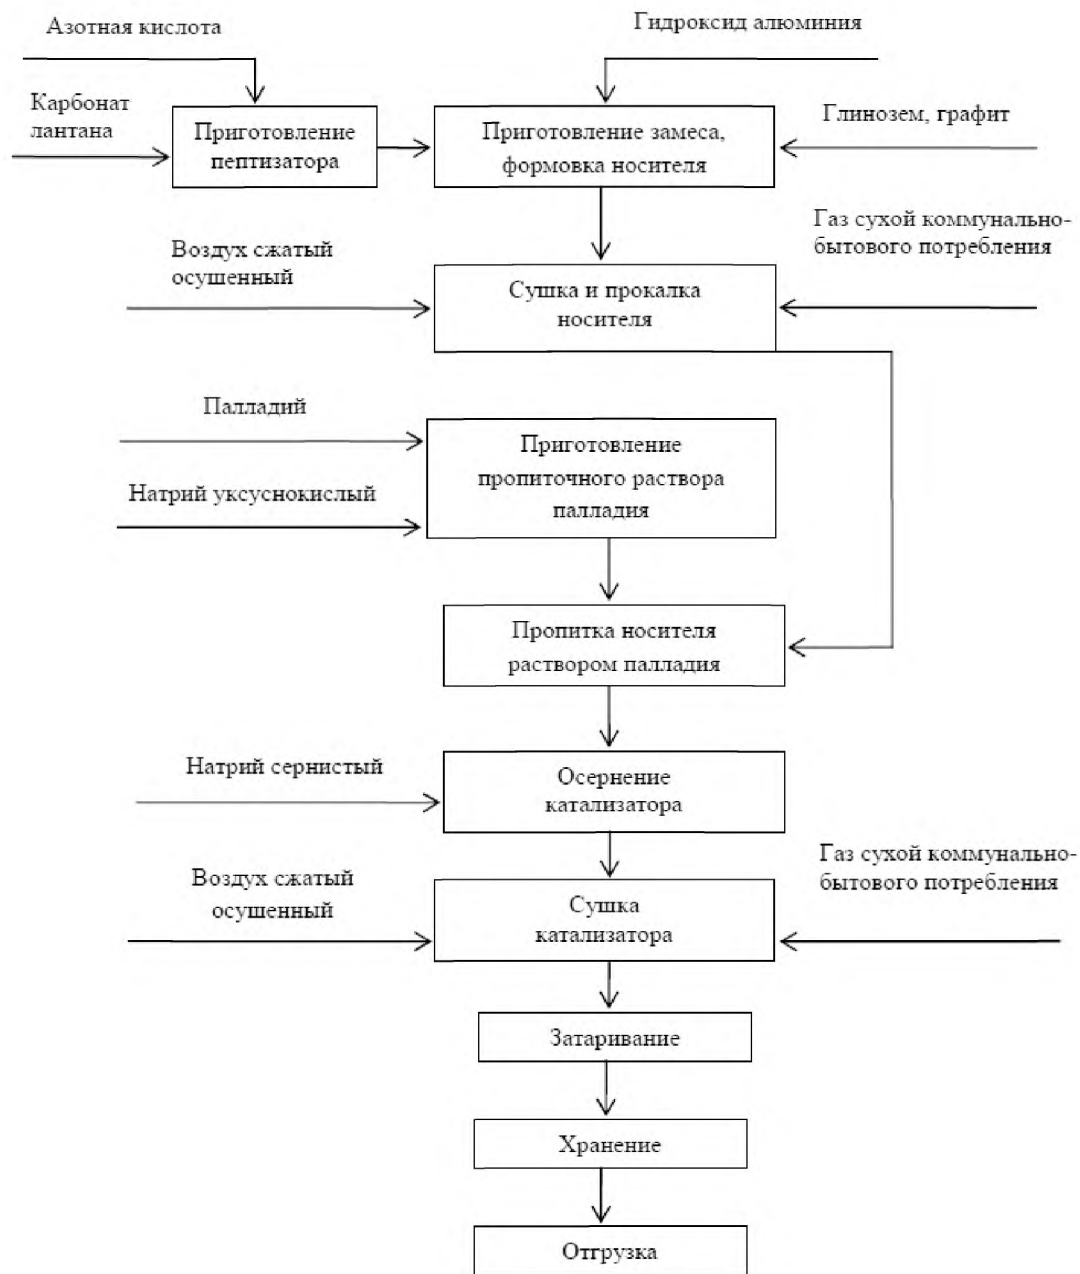 Азотная кислота
Гидроксид алюминия
Карбонат
лантана
Приготовление
пептизатора
Приготовление замеса,
формовка носителя
Глинозем, графит
Воздух сжатый
осушенный
Сушка и прокалка
носителя
Газ сухой коммунально-
бытового потребления
Палладий
Натрий уксуснокислый
Приготовление
пропиточного раствора
палладия
Пропитка носителя
раствором палладия
Натрий сернистый
Осернение
катализатора
Воздух сжатый
осушенный
Сушка
катализатора
Газ сухой коммунально-
бытового потребления
Затаривание
Хранение
Отгрузка